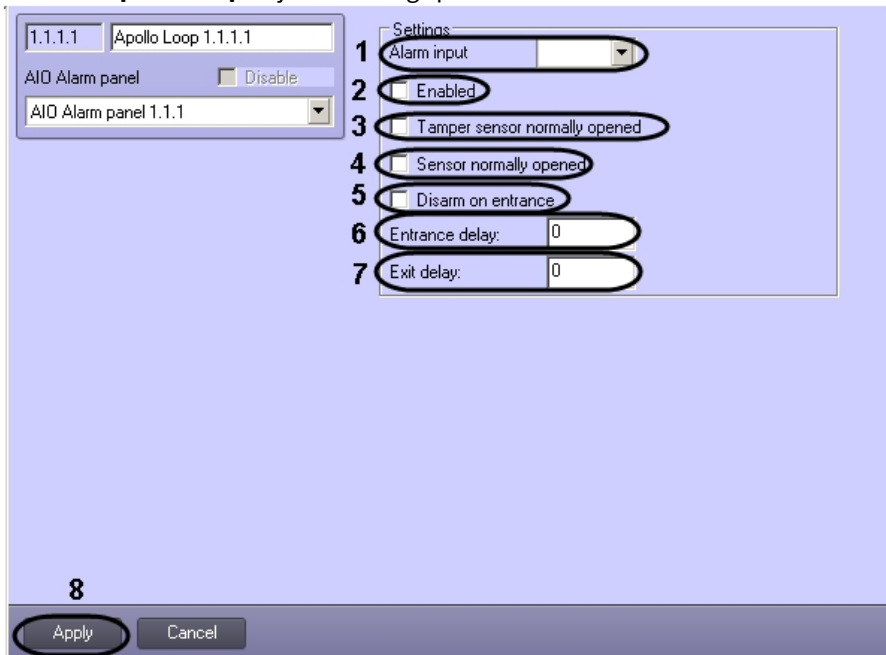 1.1.1.1 Apollo Loop 1.1.1.1
AIO Alarm panel Disable
AIO Alarm panel 1.1.1
Settings
1 Alarm input
2 Enabled
3 Tamper sensor normally opened
4 Sensor normally opened
5 Disarm on entrance
6 Entrance delay: 0
7 Exit delay: 0
8
Apply Cancel